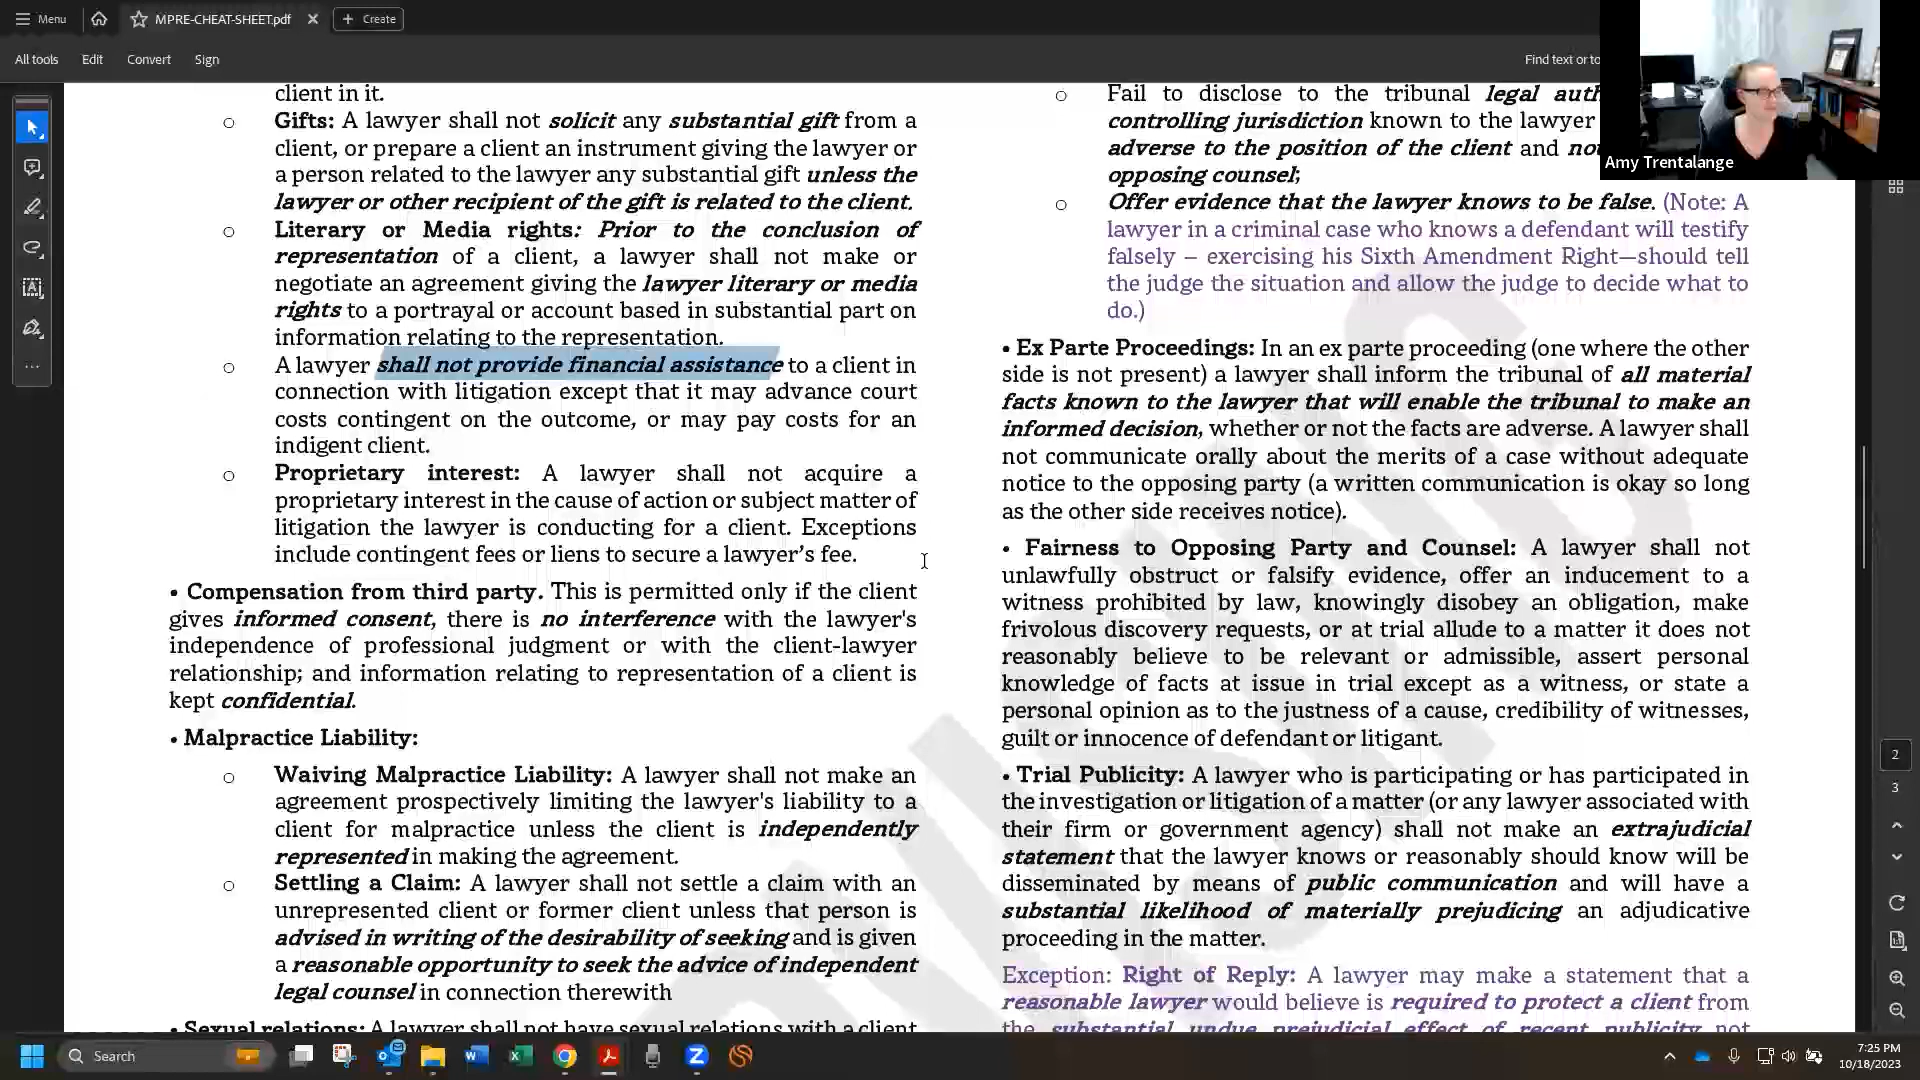 Menu
MPRE-CHEAT-SHEET.pdf
Create
All tools
Edit
Convert
Sign
Find text or to
Amy Trentalange
client in it.
Gifts: A lawyer shall not solicit any substantial gift from a
client, or prepare a client an instrument giving the lawyer or
a person related to the lawyer any substantial gift unless the
lawyer or other recipient of the gift is related to the client.
Literary or Media rights: Prior to the conclusion of
representation of a client, a lawyer shall not make or
negotiate an agreement giving the lawyer literary or media
rights to a portrayal or account based in substantial part on
information relating to the representation.
A lawyer shall not provide financial assistance to a client in
connection with litigation except that it may advance court
costs contingent on the outcome, or may pay costs for an
indigent client.
Proprietary interest: A lawyer shall not acquire a
proprietary interest in the cause of action or subject matter of
litigation the lawyer is conducting for a client. Exceptions
include contingent fees or liens to secure a lawyer’s fee.
• Compensation from third party. This is permitted only if the client
gives informed consent, there is no interference with the lawyer's
independence of professional judgment or with the client-lawyer
relationship; and information relating to representation of a client is
kept confidential.
• Malpractice Liability:
Waiving Malpractice Liability: A lawyer shall not make an
agreement prospectively limiting the lawyer's liability to a
client for malpractice unless the client is independently
represented in making the agreement.
Settling a Claim: A lawyer shall not settle a claim with an
unrepresented client or former client unless that person is
advised in writing of the desirability of seeking and is given
a reasonable opportunity to seek the advice of independent
legal counsel in connection therewith
• Sexual relations: A lawyer shall not have sexual relations with a client
Fail to disclose to the tribunal legal auth
controlling jurisdiction known to the lawyer
adverse to the position of the client and no
opposing counsel;
Offer evidence that the lawyer knows to be false. (Note: A
lawyer in a criminal case who knows a defendant will testify
falsely – exercising his Sixth Amendment Right—should tell
the judge the situation and allow the judge to decide what to
do.)
• Ex Parte Proceedings: In an ex parte proceeding (one where the other
side is not present) a lawyer shall inform the tribunal of all material
facts known to the lawyer that will enable the tribunal to make an
informed decision, whether or not the facts are adverse. A lawyer shall
not communicate orally about the merits of a case without adequate
notice to the opposing party (a written communication is okay so long
as the other side receives notice).
• Fairness to Opposing Party and Counsel: A lawyer shall not
unlawfully obstruct or falsify evidence, offer an inducement to a
witness prohibited by law, knowingly disobey an obligation, make
frivolous discovery requests, or at trial allude to a matter it does not
reasonably believe to be relevant or admissible, assert personal
knowledge of facts at issue in trial except as a witness, or state a
personal opinion as to the justness of a cause, credibility of witnesses,
guilt or innocence of defendant or litigant.
• Trial Publicity: A lawyer who is participating or has participated in
the investigation or litigation of a matter (or any lawyer associated with
their firm or government agency) shall not make an extrajudicial
statement that the lawyer knows or reasonably should know will be
disseminated by means of public communication and will have a
substantial likelihood of materially prejudicing an adjudicative
proceeding in the matter.
Exception: Right of Reply: A lawyer may make a statement that a
reasonable lawyer would believe is required to protect a client from
the substantial undue prejudicial effect of recent publicity not
2
3
Search
7:25 PM
10/18/2023